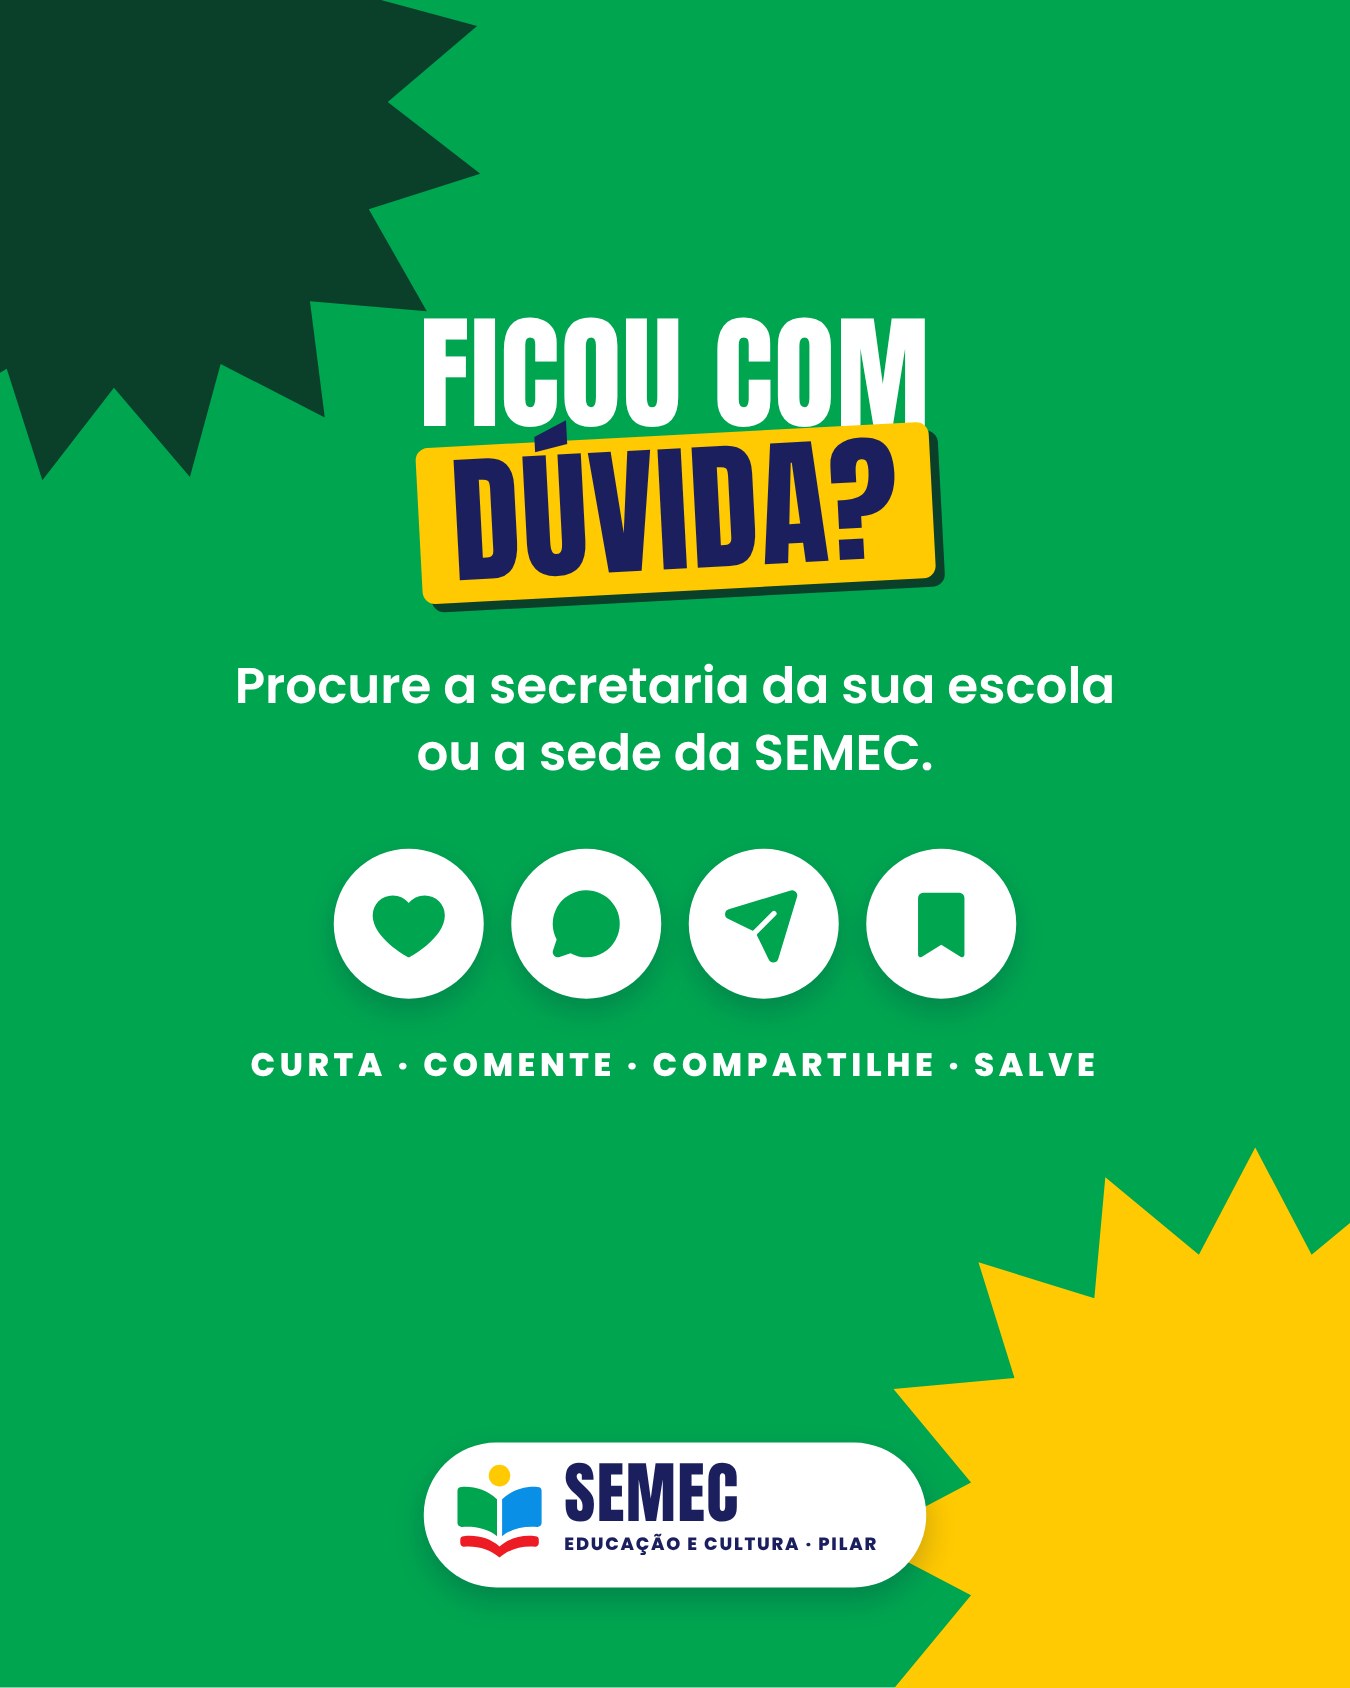 FICOU COM
DÚVIDA?
Procure a secretaria da sua escola
ou a sede da SEMEC.
CURTA · COMENTE · COMPARTILHE · SALVE
SEMEC
EDUCAÇÃO E CULTURA · PILAR